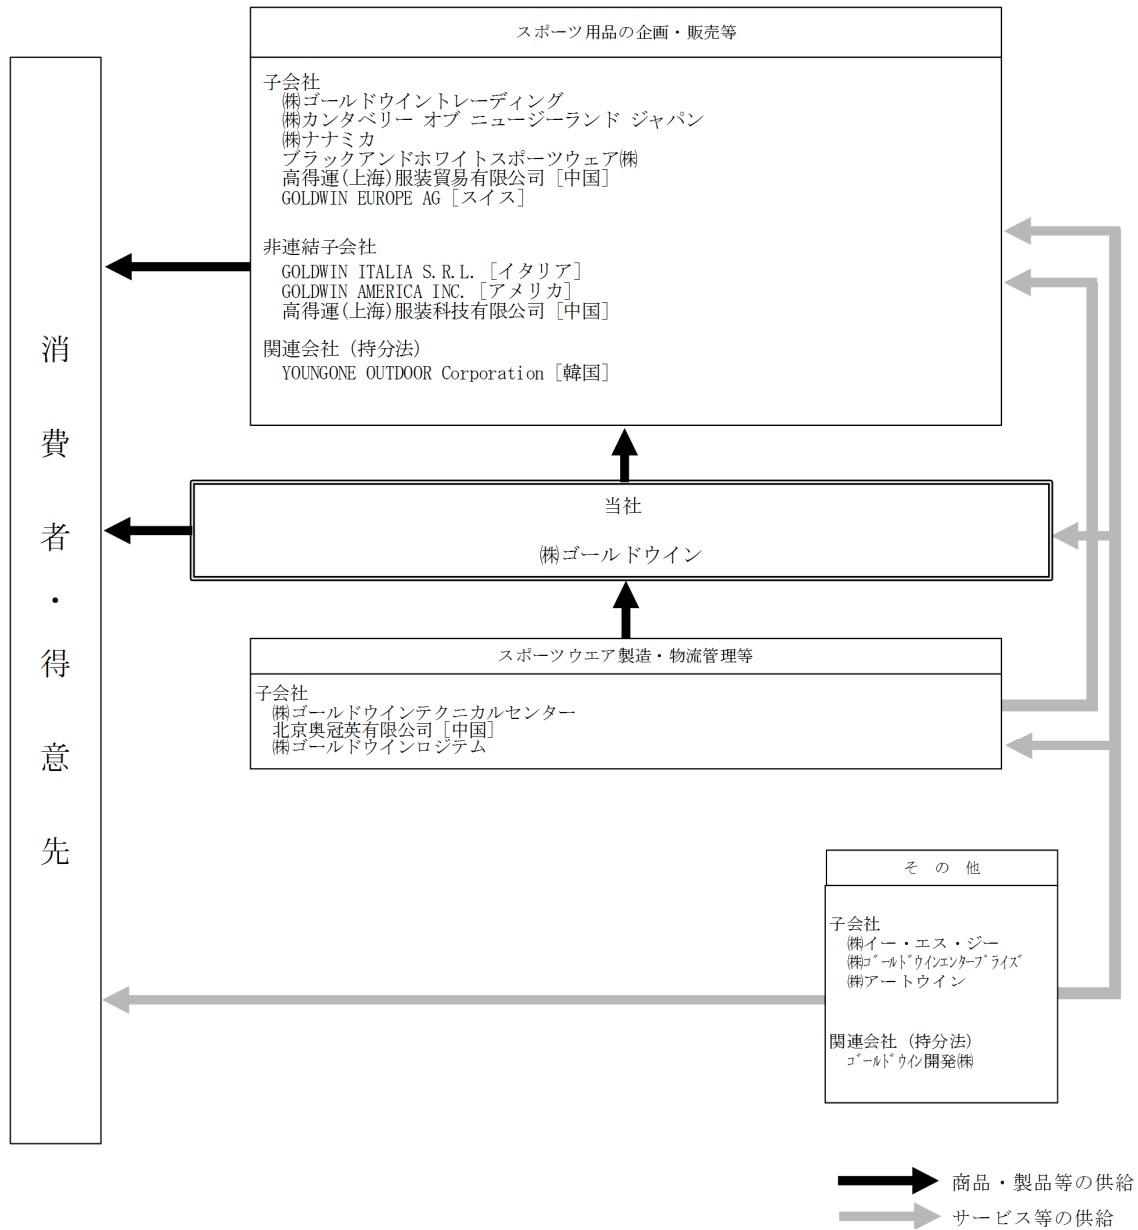 スポーツ用品の企画・販売等
子会社
㈱ゴールドウイントレーディング
㈱カンタベリー オブ ニュージーランド ジャパン
㈱ナナミカ
ブラックアンドホワイトスポーツウェア㈱
高得運(上海)服装貿易有限公司［中国］
GOLDWIN EUROPE AG［スイス］
非連結子会社
GOLDWIN ITALIA S.R.L.［イタリア］
GOLDWIN AMERICA INC.［アメリカ］
高得運(上海)服装科技有限公司［中国］
関連会社（持分法）
YOUNGONE OUTDOOR Corporation［韓国］
消費者・得意先
当社
㈱ゴールドウイン
スポーツウエア製造・物流管理等
子会社
㈱ゴールドウインテクニカルセンター
北京奥冠英有限公司［中国］
㈱ゴールドウインロジテム
そ の 他
子会社
㈱イー・エス・ジー
㈱ｺﾞｰﾙﾄﾞｳｲﾝｴﾝﾀｰﾌﾟﾗｲｽﾞ
㈱アートウイン
関連会社（持分法）
ｺﾞｰﾙﾄﾞｳｲﾝ開発㈱
商品・製品等の供給
サービス等の供給